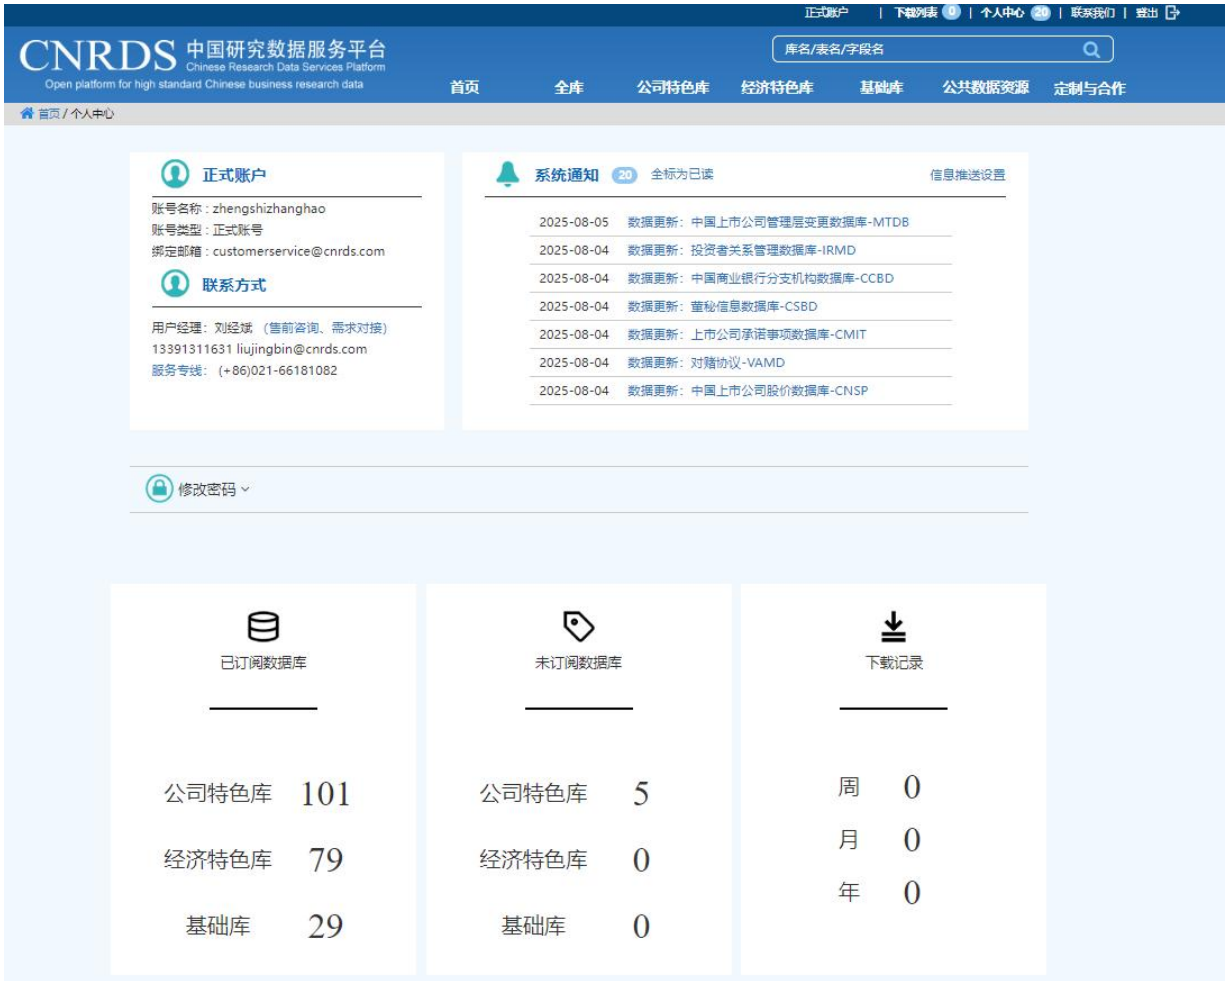 正式账户 | 下载列表 0 | 个人中心 20 | 联系我们 | 登出
CNRDS 中国研究数据服务平台
Chinese Research Data Services Platform
Open platform for high standard Chinese business research data
库名/表名/字段名
首页 全库 公司特色库 经济特色库 基础库 公共数据资源 定制与合作
首页 / 个人中心
正式账户
账号名称 : zhengshizhanghao
账号类型 : 正式账号
绑定邮箱 : customerservice@cnrds.com
联系方式
用户经理: 刘经斌 (售前咨询、需求对接)
13391311631 liujingbin@cnrds.com
服务专线: (+86)021-66181082
系统通知 20 全标为已读 信息推送设置
2025-08-05 数据更新: 中国上市公司管理层变更数据库-MTDB
2025-08-04 数据更新: 投资者关系管理数据库-IRMD
2025-08-04 数据更新: 中国商业银行分支机构数据库-CCBD
2025-08-04 数据更新: 董秘信息数据库-CSBD
2025-08-04 数据更新: 上市公司承诺事项数据库-CMIT
2025-08-04 数据更新: 对赌协议-VAMD
2025-08-04 数据更新: 中国上市公司股价数据库-CNSP
修改密码
已订阅数据库
公司特色库 101
经济特色库 79
基础库 29
未订阅数据库
公司特色库 5
经济特色库 0
基础库 0
下载记录
周 0
月 0
年 0